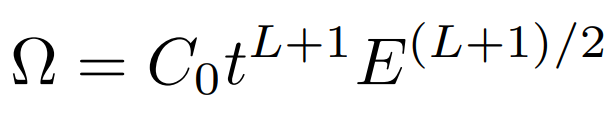 Ω = C₀t^{L+1}E^{(L+1)/2}